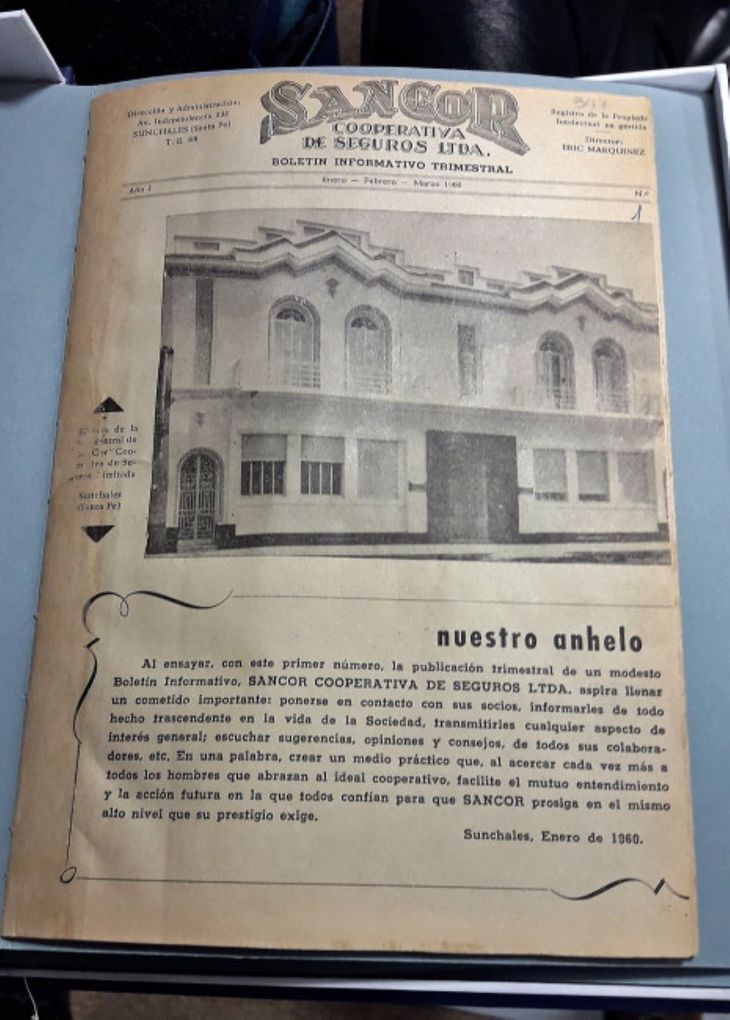 Dirección y Administración:
Av. Independencia
SUNCHALES (Santa Fe)
T. E.
SANCOR
COOPERATIVA
DE SEGUROS LTDA.
BOLETIN INFORMATIVO TRIMESTRAL
Registro de la Propiedad
Intelectual en gestión
Director:
ERIC MARQUINEZ
Enero — Febrero — Marzo 1960
Año I
N.º
1
de la
de
Coo-
de Se-
Sunchales
(Santa Fe)
nuestro anhelo
Al ensayar, con este primer número, la publicación trimestral de un modesto
Boletín Informativo, SANCOR COOPERATIVA DE SEGUROS LTDA. aspira llenar
un cometido importante: ponerse en contacto con sus socios, informarles de todo
hecho trascendente en la vida de la Sociedad, transmitirles cualquier aspecto de
interés general; escuchar sugerencias, opiniones y consejos, de todos sus colabora-
dores, etc. En una palabra, crear un medio práctico que, al acercar cada vez más a
todos los hombres que abrazan al ideal cooperativo, facilite el mutuo entendimiento
y la acción futura en la que todos confían para que SANCOR prosiga en el mismo
alto nivel que su prestigio exige.
Sunchales, Enero de 1960.